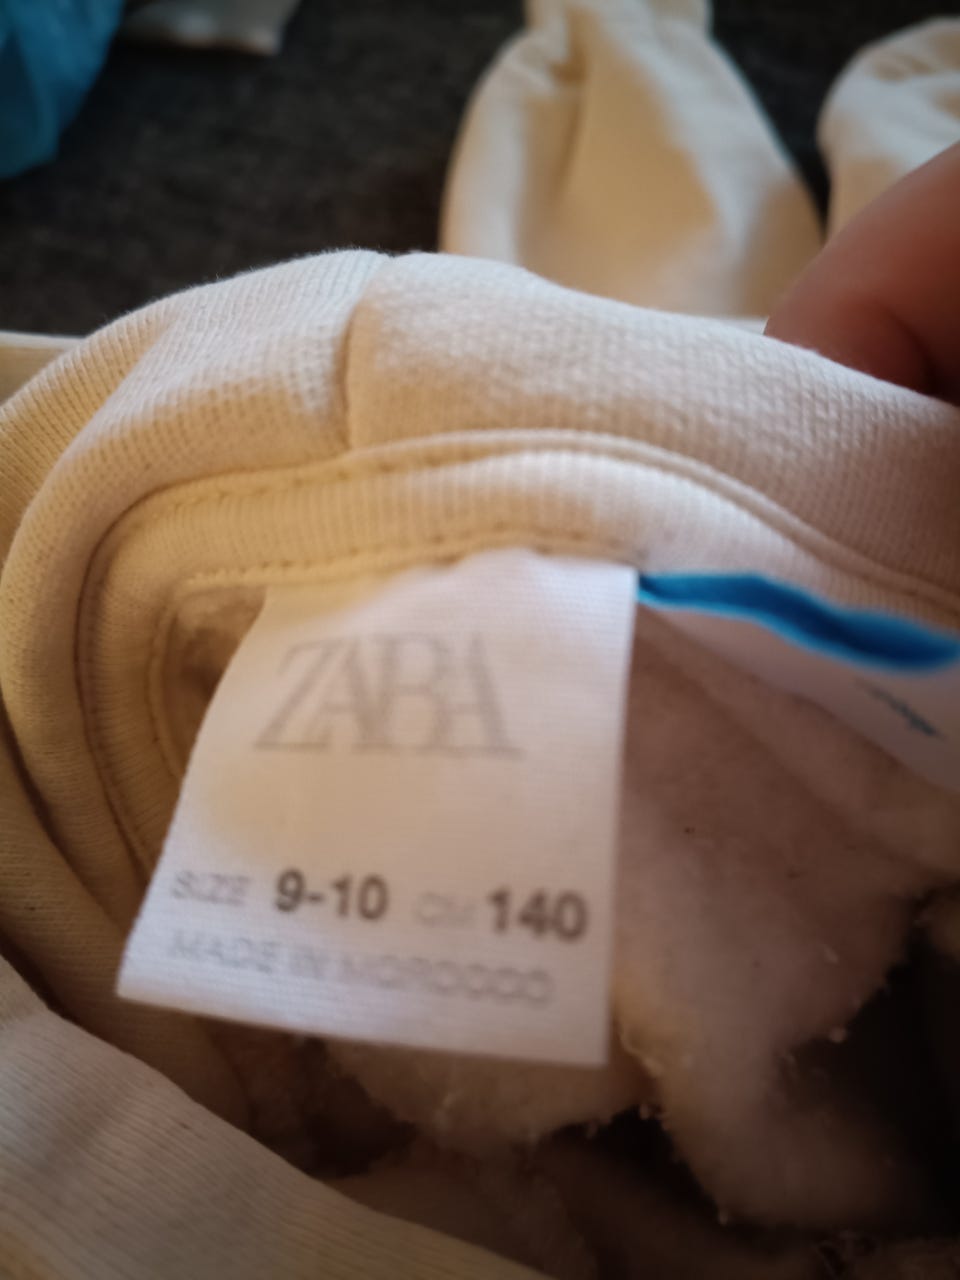 ZARA
SIZE 9-10 CM 140
MADE IN MOROCCO